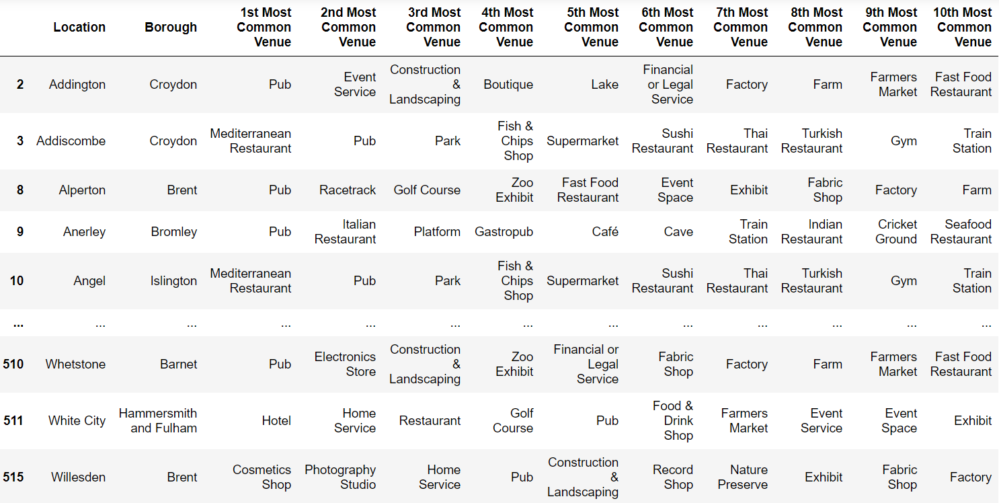 Location Borough 1st Most Common Venue 2nd Most Common Venue 3rd Most Common Venue 4th Most Common Venue 5th Most Common Venue 6th Most Common Venue 7th Most Common Venue 8th Most Common Venue 9th Most Common Venue 10th Most Common Venue
2 Addington Croydon Pub Event Service Construction & Landscaping Boutique Lake Financial or Legal Service Factory Farm Farmers Market Fast Food Restaurant
3 Addiscombe Croydon Mediterranean Restaurant Pub Park Fish & Chips Shop Supermarket Sushi Restaurant Thai Restaurant Turkish Restaurant Gym Train Station
8 Alperton Brent Pub Racetrack Golf Course Zoo Exhibit Fast Food Restaurant Event Space Exhibit Fabric Shop Factory Farm
9 Anerley Bromley Pub Italian Restaurant Platform Gastropub Café Cave Train Station Indian Restaurant Cricket Ground Seafood Restaurant
10 Angel Islington Mediterranean Restaurant Pub Park Fish & Chips Shop Supermarket Sushi Restaurant Thai Restaurant Turkish Restaurant Gym Train Station
... ... ... ... ... ... ... ... ... ... ... ... ...
510 Whetstone Barnet Pub Electronics Store Construction & Landscaping Zoo Exhibit Financial or Legal Service Fabric Shop Factory Farm Farmers Market Fast Food Restaurant
511 White City Hammersmith and Fulham Hotel Home Service Restaurant Golf Course Pub Food & Drink Shop Farmers Market Event Service Event Space Exhibit
515 Willesden Brent Cosmetics Shop Photography Studio Home Service Pub Construction & Landscaping Record Shop Nature Preserve Exhibit Fabric Shop Factory